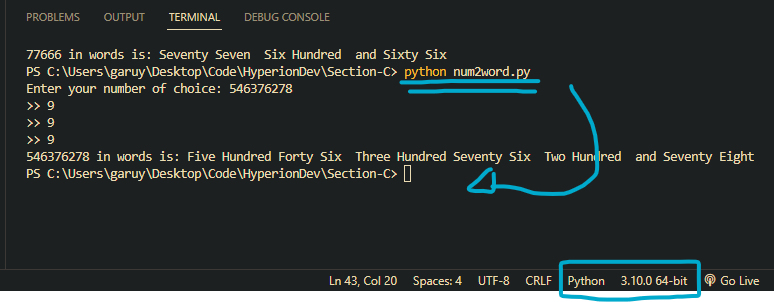 PROBLEMS OUTPUT TERMINAL DEBUG CONSOLE
77666 in words is: Seventy Seven  Six Hundred  and Sixty Six
PS C:\Users\garuy\Desktop\Code\HyperionDev\Section-C> python num2word.py
Enter your number of choice: 546376278
>> 9
>> 9
>> 9
546376278 in words is: Five Hundred Forty Six  Three Hundred Seventy Six  Two Hundred  and Seventy Eight
PS C:\Users\garuy\Desktop\Code\HyperionDev\Section-C>
Ln 43, Col 20 Spaces: 4 UTF-8 CRLF Python 3.10.0 64-bit Go Live